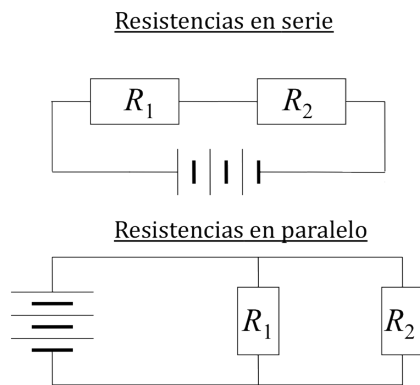 Resistencias en serie
R₁ R₂
Resistencias en paralelo
R₁ R₂